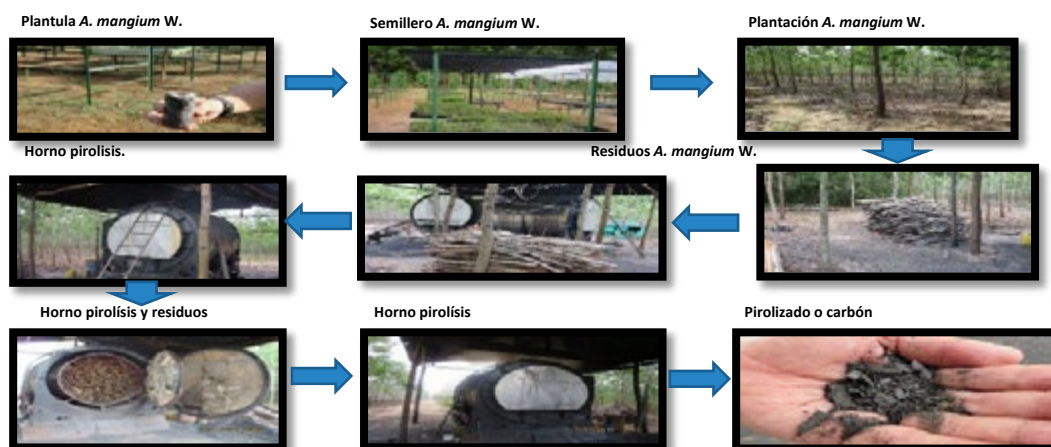 Plantula A. mangium W.
Semillero A. mangium W.
Plantación A. mangium W.
Horno pirolisis.
Residuos A. mangium W.
Horno pirolísis y residuos
Horno pirolísis
Pirolizado o carbón